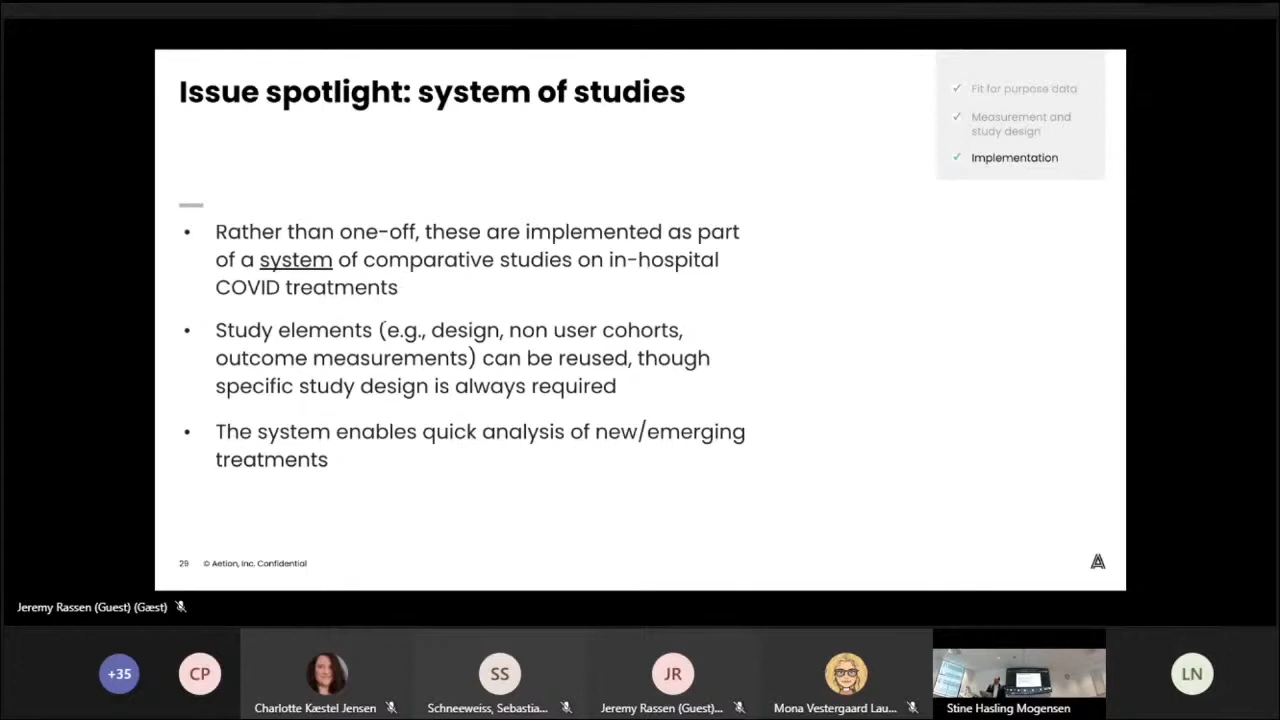 Issue spotlight: system of studies
✓ Fit for purpose data
✓ Measurement and
study design
✓ Implementation
• Rather than one-off, these are implemented as part
of a system of comparative studies on in-hospital
COVID treatments
• Study elements (e.g., design, non user cohorts,
outcome measurements) can be reused, though
specific study design is always required
• The system enables quick analysis of new/emerging
treatments
29 © Aetion, Inc. Confidential
Jeremy Rassen (Guest) (Gæst)
+35
CP
SS
JR
LN
Charlotte Kæstel Jensen
Schneeweiss, Sebastia...
Jeremy Rassen (Guest)...
Mona Vestergaard Lau...
Stine Hasling Mogensen